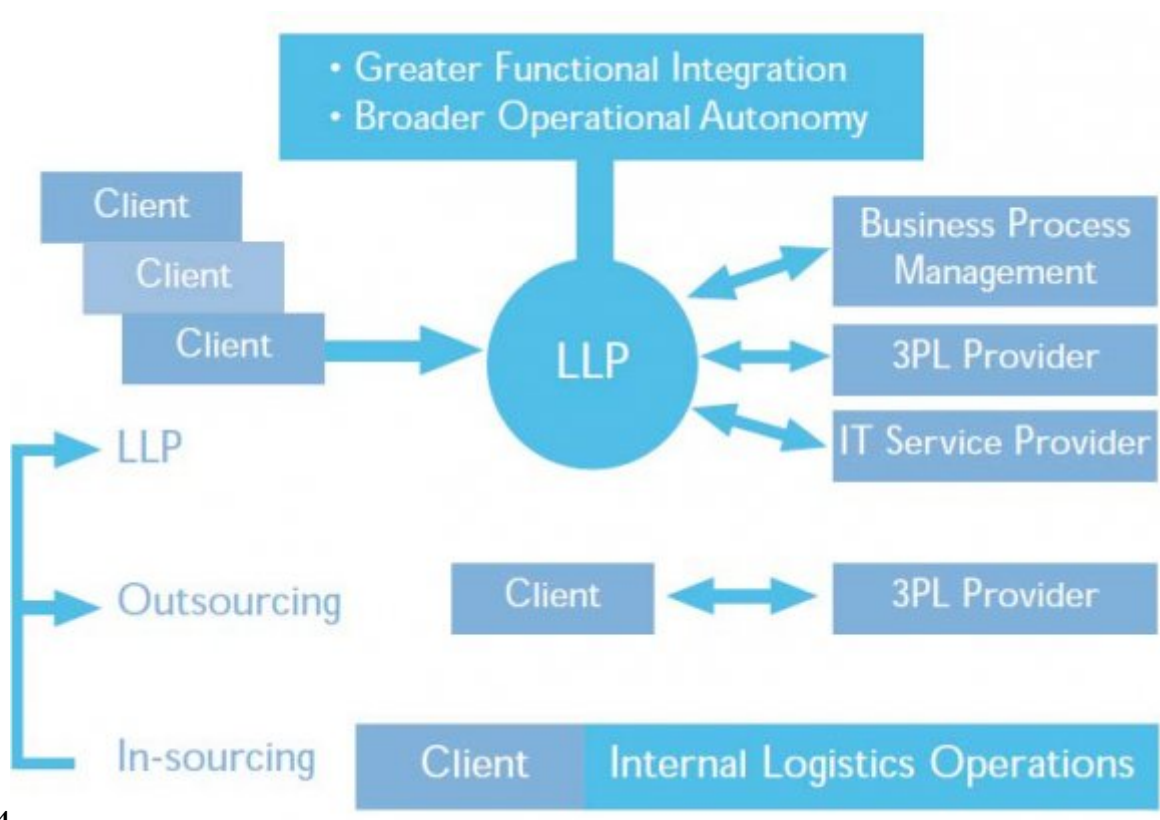 • Greater Functional Integration
• Broader Operational Autonomy
Client
Client
Client
LLP
Business Process
Management
3PL Provider
IT Service Provider
LLP
Outsourcing
Client
3PL Provider
In-sourcing
Client
Internal Logistics Operations